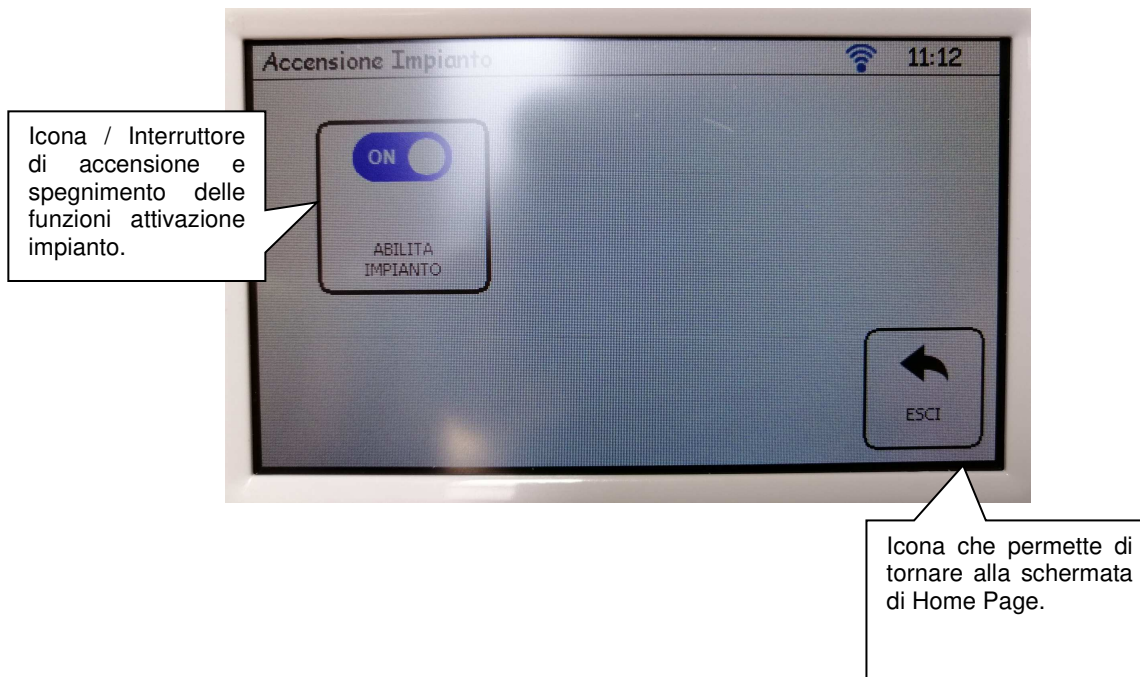 Accensione Impianto
11:12
Icona / Interruttore
di accensione e
spegnimento delle
funzioni attivazione
impianto.
ON
ABILITA
IMPIANTO
ESCI
Icona che permette di
tornare alla schermata
di Home Page.